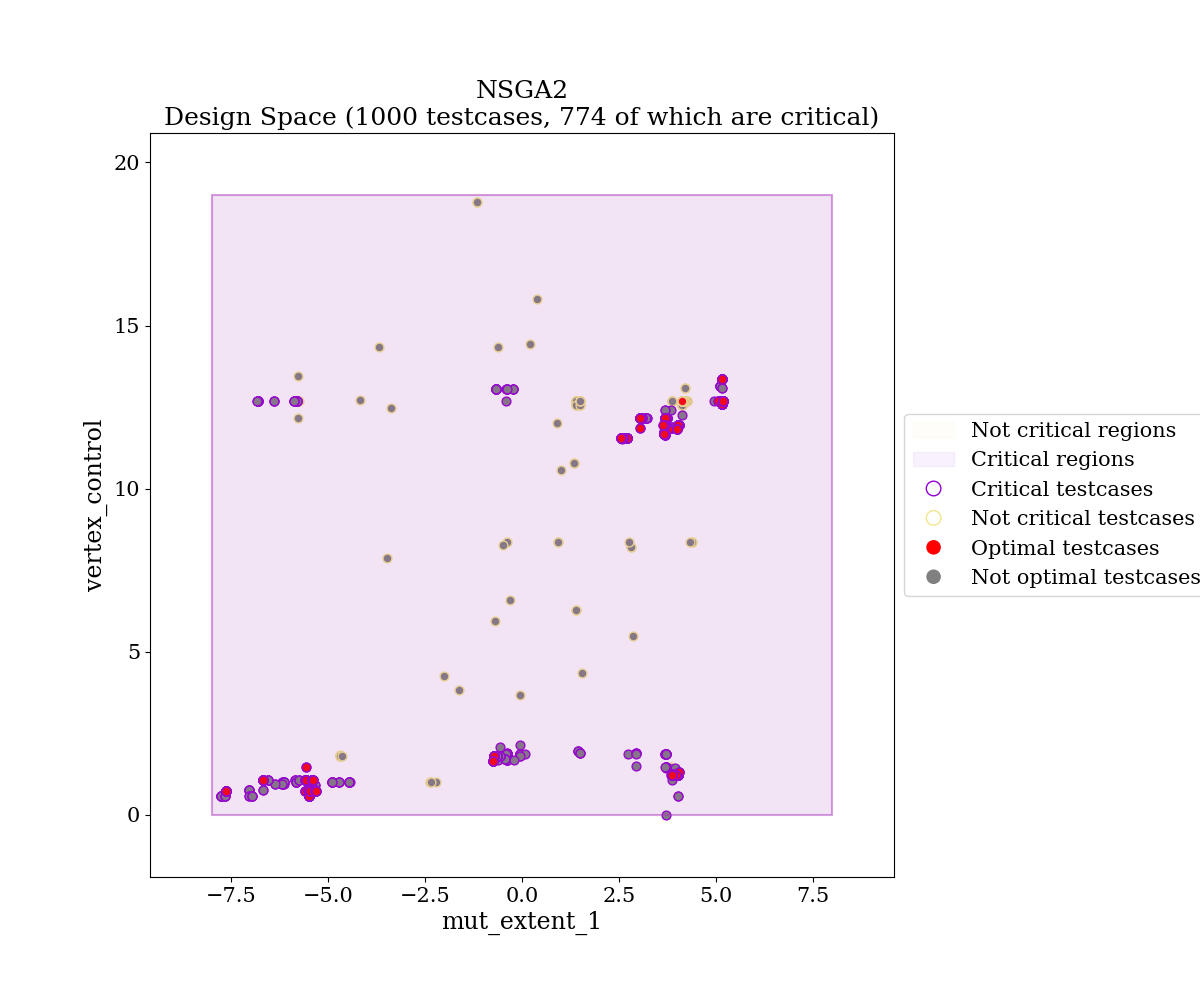 NSGA2
Design Space (1000 testcases, 774 of which are critical)
20
15
10
5
0
vertex_control
−7.5
−5.0
−2.5
0.0
2.5
5.0
7.5
mut_extent_1
Not critical regions
Critical regions
Critical testcases
Not critical testcases
Optimal testcases
Not optimal testcases